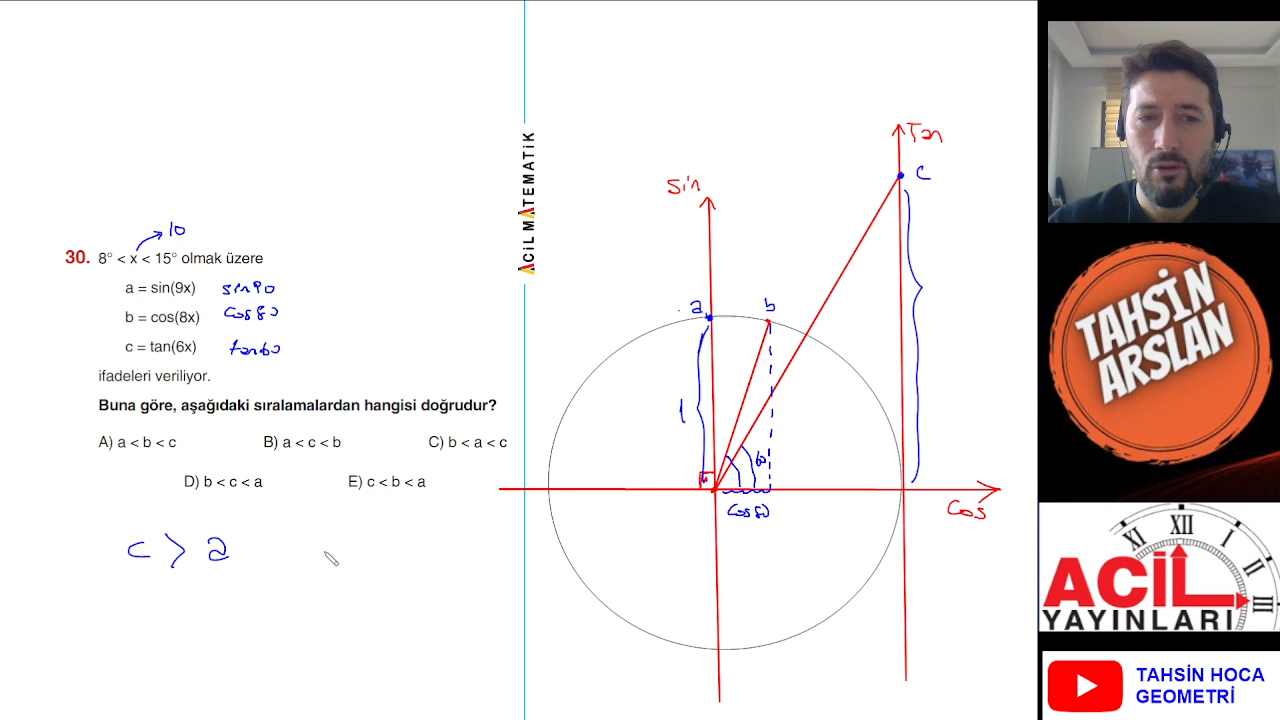 10
30. 8° < x < 15° olmak üzere
a = sin(9x) sin90
b = cos(8x) cos80
c = tan(6x) tan60
ifadeleri veriliyor.
Buna göre, aşağıdaki sıralamalardan hangisi doğrudur?
A) a < b < c B) a < c < b C) b < a < c
D) b < c < a E) c < b < a
c > a
ACİL MATEMATİK
Tan
c
Sin
a
b
1
60
cos80
Cos
TAHSİN
ARSLAN
XI XII I II III
ACİL
YAYINLARI
TAHSİN HOCA
GEOMETRİ